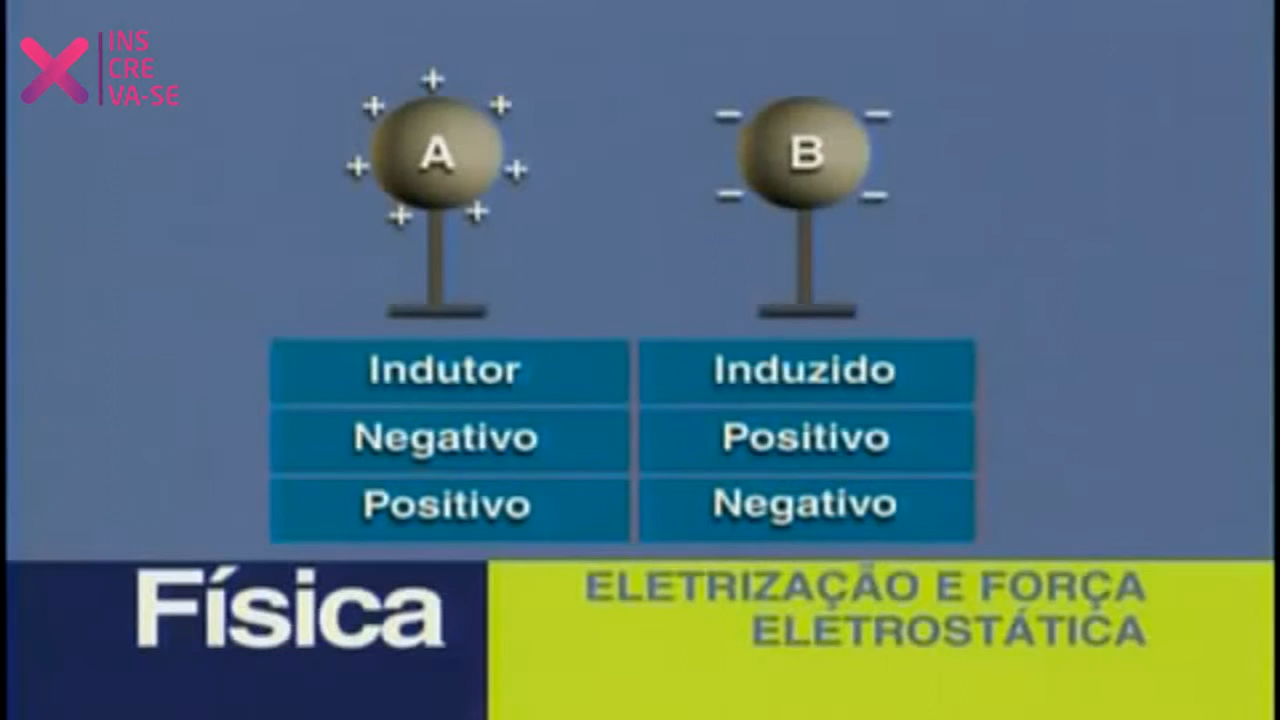 INS
CRE
VA-SE
+
+ +
A
B
+ +
+ +
− −
− −
Indutor Induzido
Negativo Positivo
Positivo Negativo
Física
ELETRIZAÇÃO E FORÇA
ELETROSTÁTICA